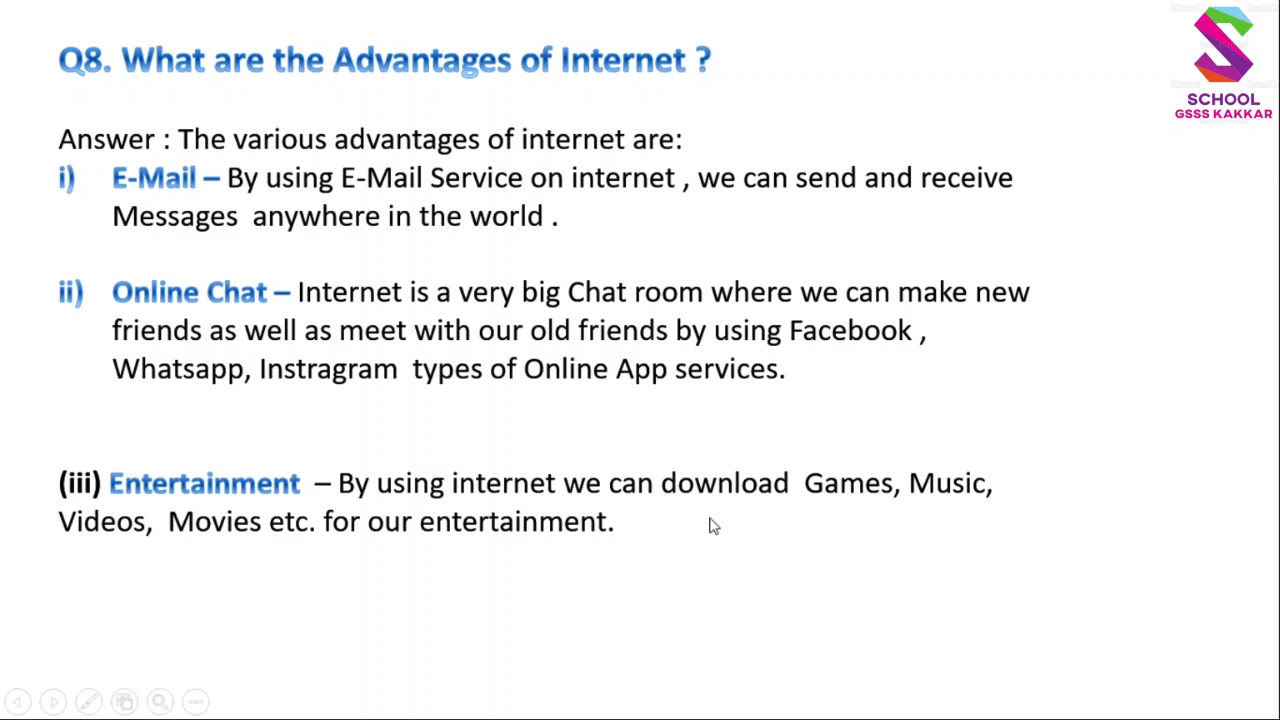 Q8. What are the Advantages of Internet ?
SCHOOL
GSSS KAKKAR
Answer : The various advantages of internet are:
i) E-Mail – By using E-Mail Service on internet , we can send and receive
Messages anywhere in the world .
ii) Online Chat – Internet is a very big Chat room where we can make new
friends as well as meet with our old friends by using Facebook ,
Whatsapp, Instragram types of Online App services.
(iii) Entertainment – By using internet we can download Games, Music,
Videos, Movies etc. for our entertainment.